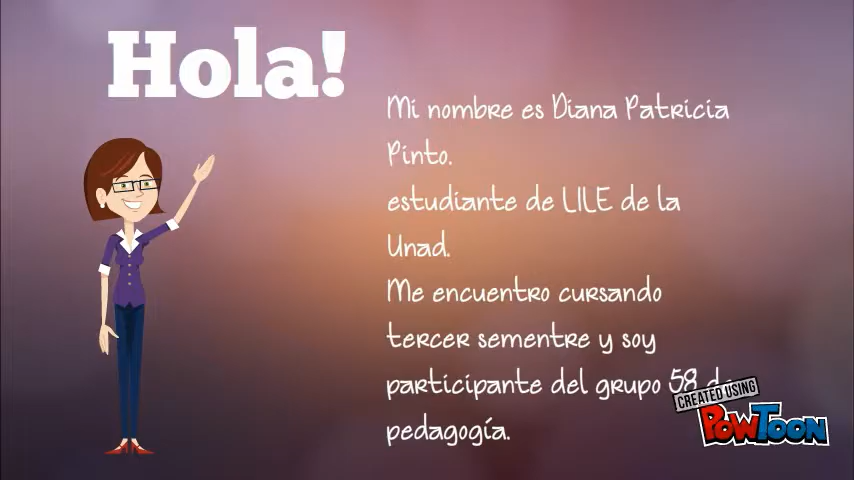 Hola!
Mi nombre es Diana Patricia
Pinto.
estudiante de LILE de la
Unad.
Me encuentro cursando
tercer sementre y soy
participante del grupo 58 de
pedagogía.
CREATED USING
POWTOON